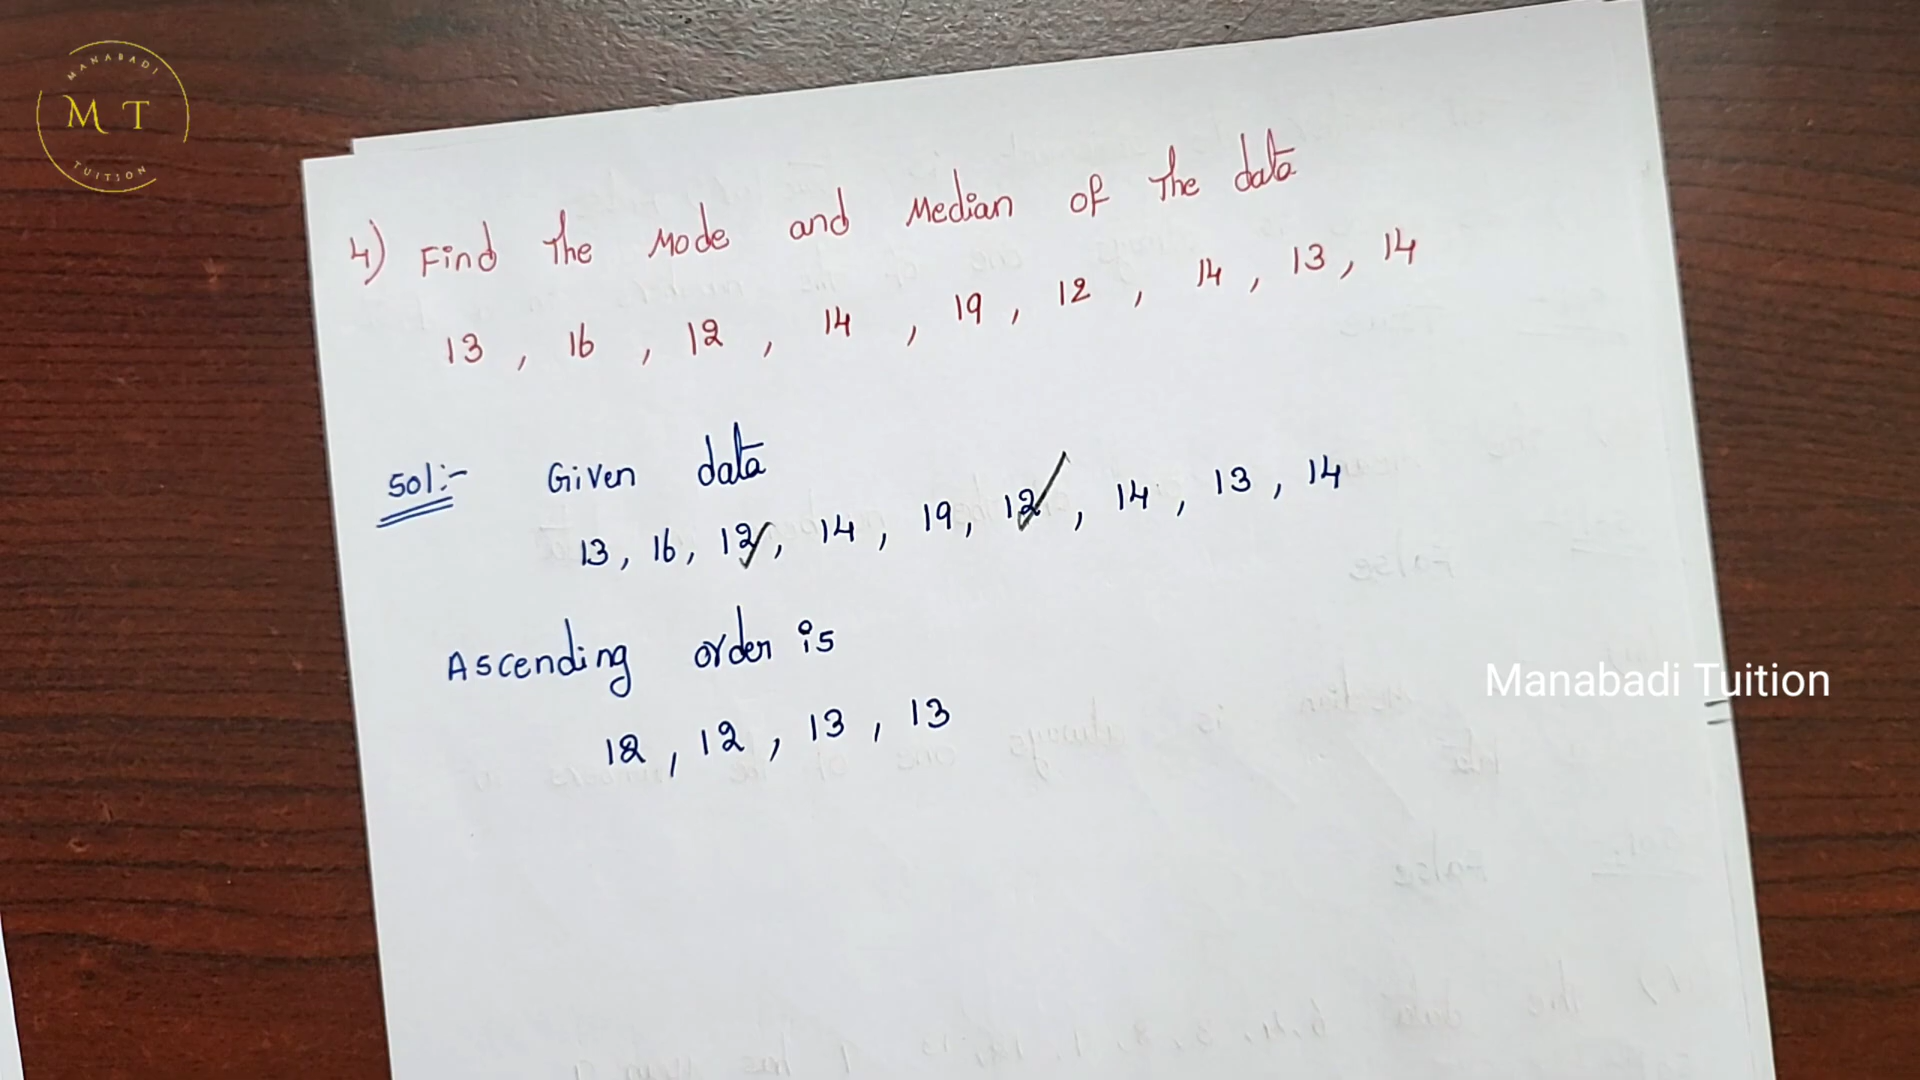 MANABADI
M T
TUITION
4) Find The Mode and Median of The data
13 , 16 , 12 , 14 , 19 , 12 , 14 , 13 , 14
Sol:- Given data
13 , 16 , 12 , 14 , 19 , 12 , 14 , 13 , 14
Ascending order is
12 , 12 , 13 , 13
Manabadi Tuition